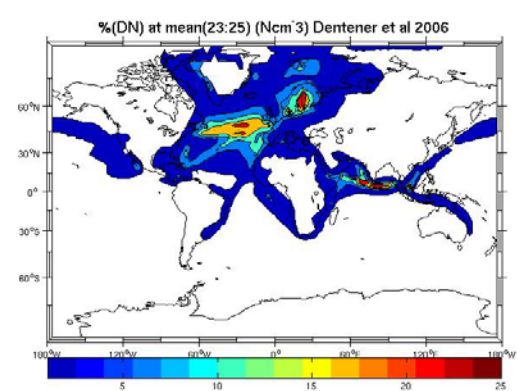 %(DN) at mean(23:25) (Ncm⁻3) Dentener et al 2006
60°N
30°N
0°
30°S
60°S
180°W 120°W 60°W 0° 60°E 120°E 180°W
5 10 15 20 25